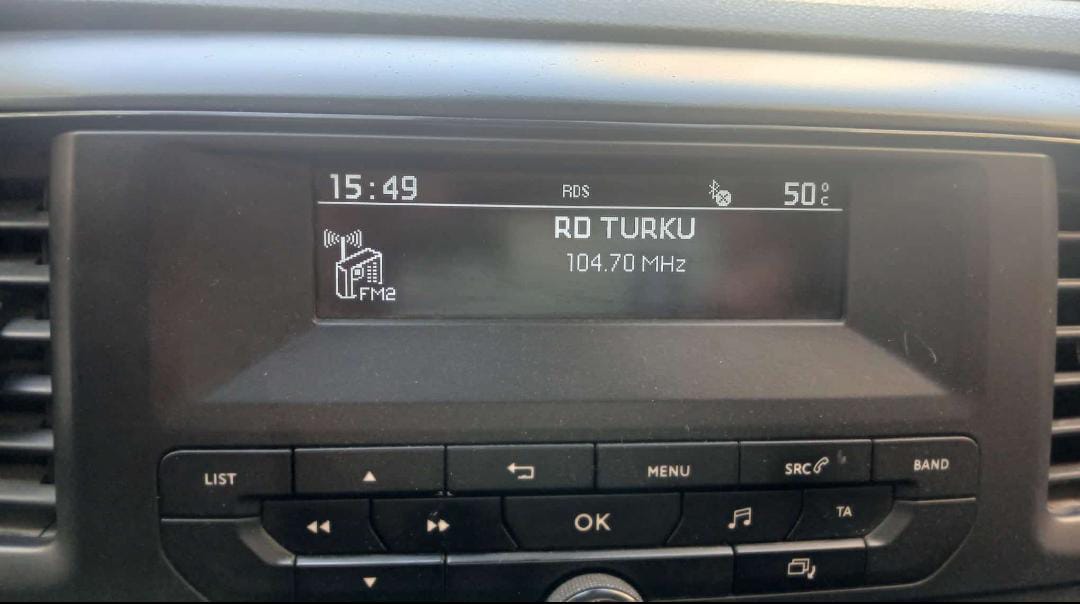 15:49 RDS 50°C
RD TURKU
104.70 MHz
FM2
LIST MENU SRC BAND
OK TA